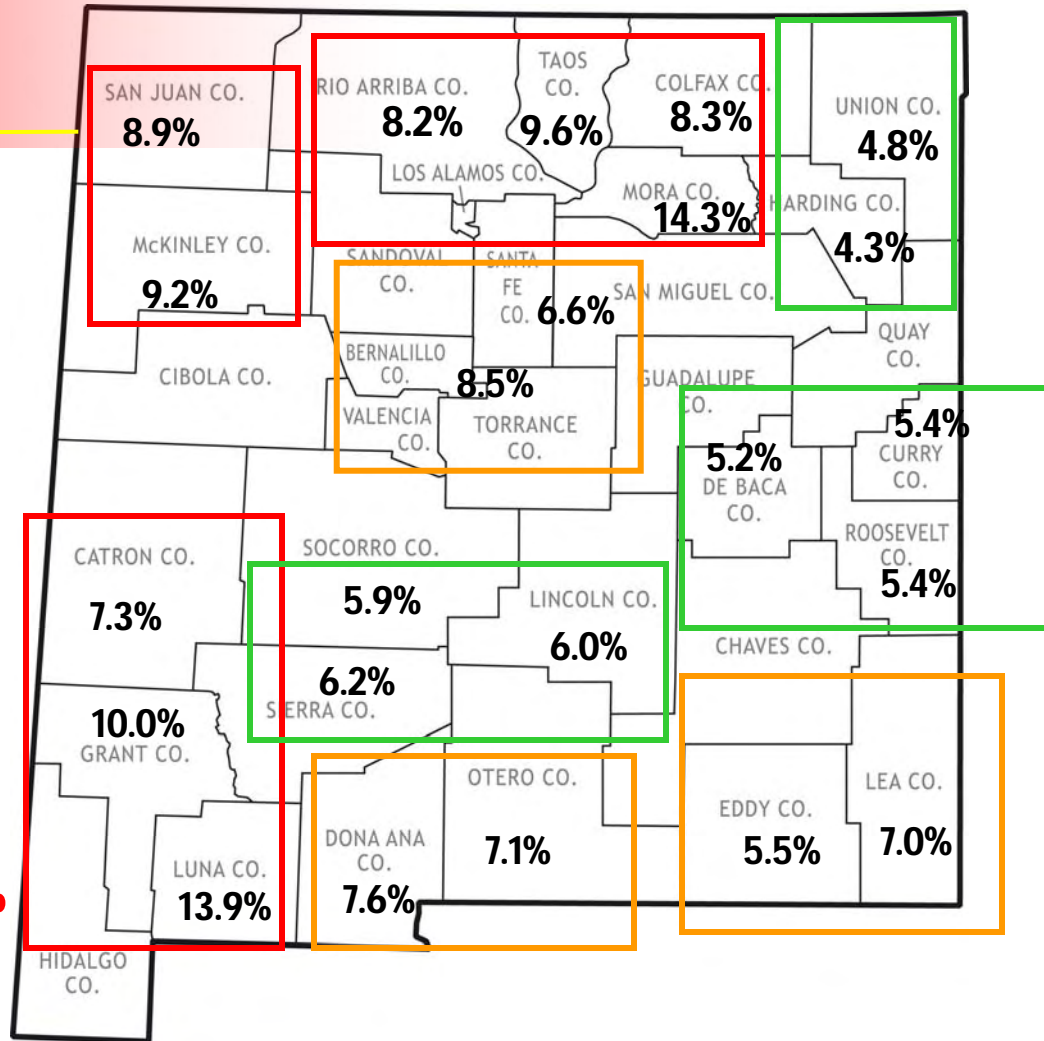 SAN JUAN CO.
8.9%
RIO ARRIBA CO.
8.2%
TAOS
CO.
9.6%
COLFAX CO.
8.3%
UNION CO.
4.8%
LOS ALAMOS CO.
MORA CO.
14.3%
HARDING CO.
4.3%
McKINLEY CO.
9.2%
SANDOVAL
CO.
SANTA
FE
CO.
6.6%
SAN MIGUEL CO.
QUAY
CO.
CIBOLA CO.
BERNALILLO
CO.
8.5%
GUADALUPE
CO.
VALENCIA
CO.
TORRANCE
CO.
5.4%
CURRY
CO.
5.2%
DE BACA
CO.
ROOSEVELT
CO.
5.4%
CATRON CO.
7.3%
SOCORRO CO.
5.9%
LINCOLN CO.
6.0%
CHAVES CO.
6.2%
SIERRA CO.
10.0%
GRANT CO.
OTERO CO.
7.1%
EDDY CO.
5.5%
LEA CO.
7.0%
DONA ANA
CO.
7.6%
LUNA CO.
13.9%
HIDALGO
CO.